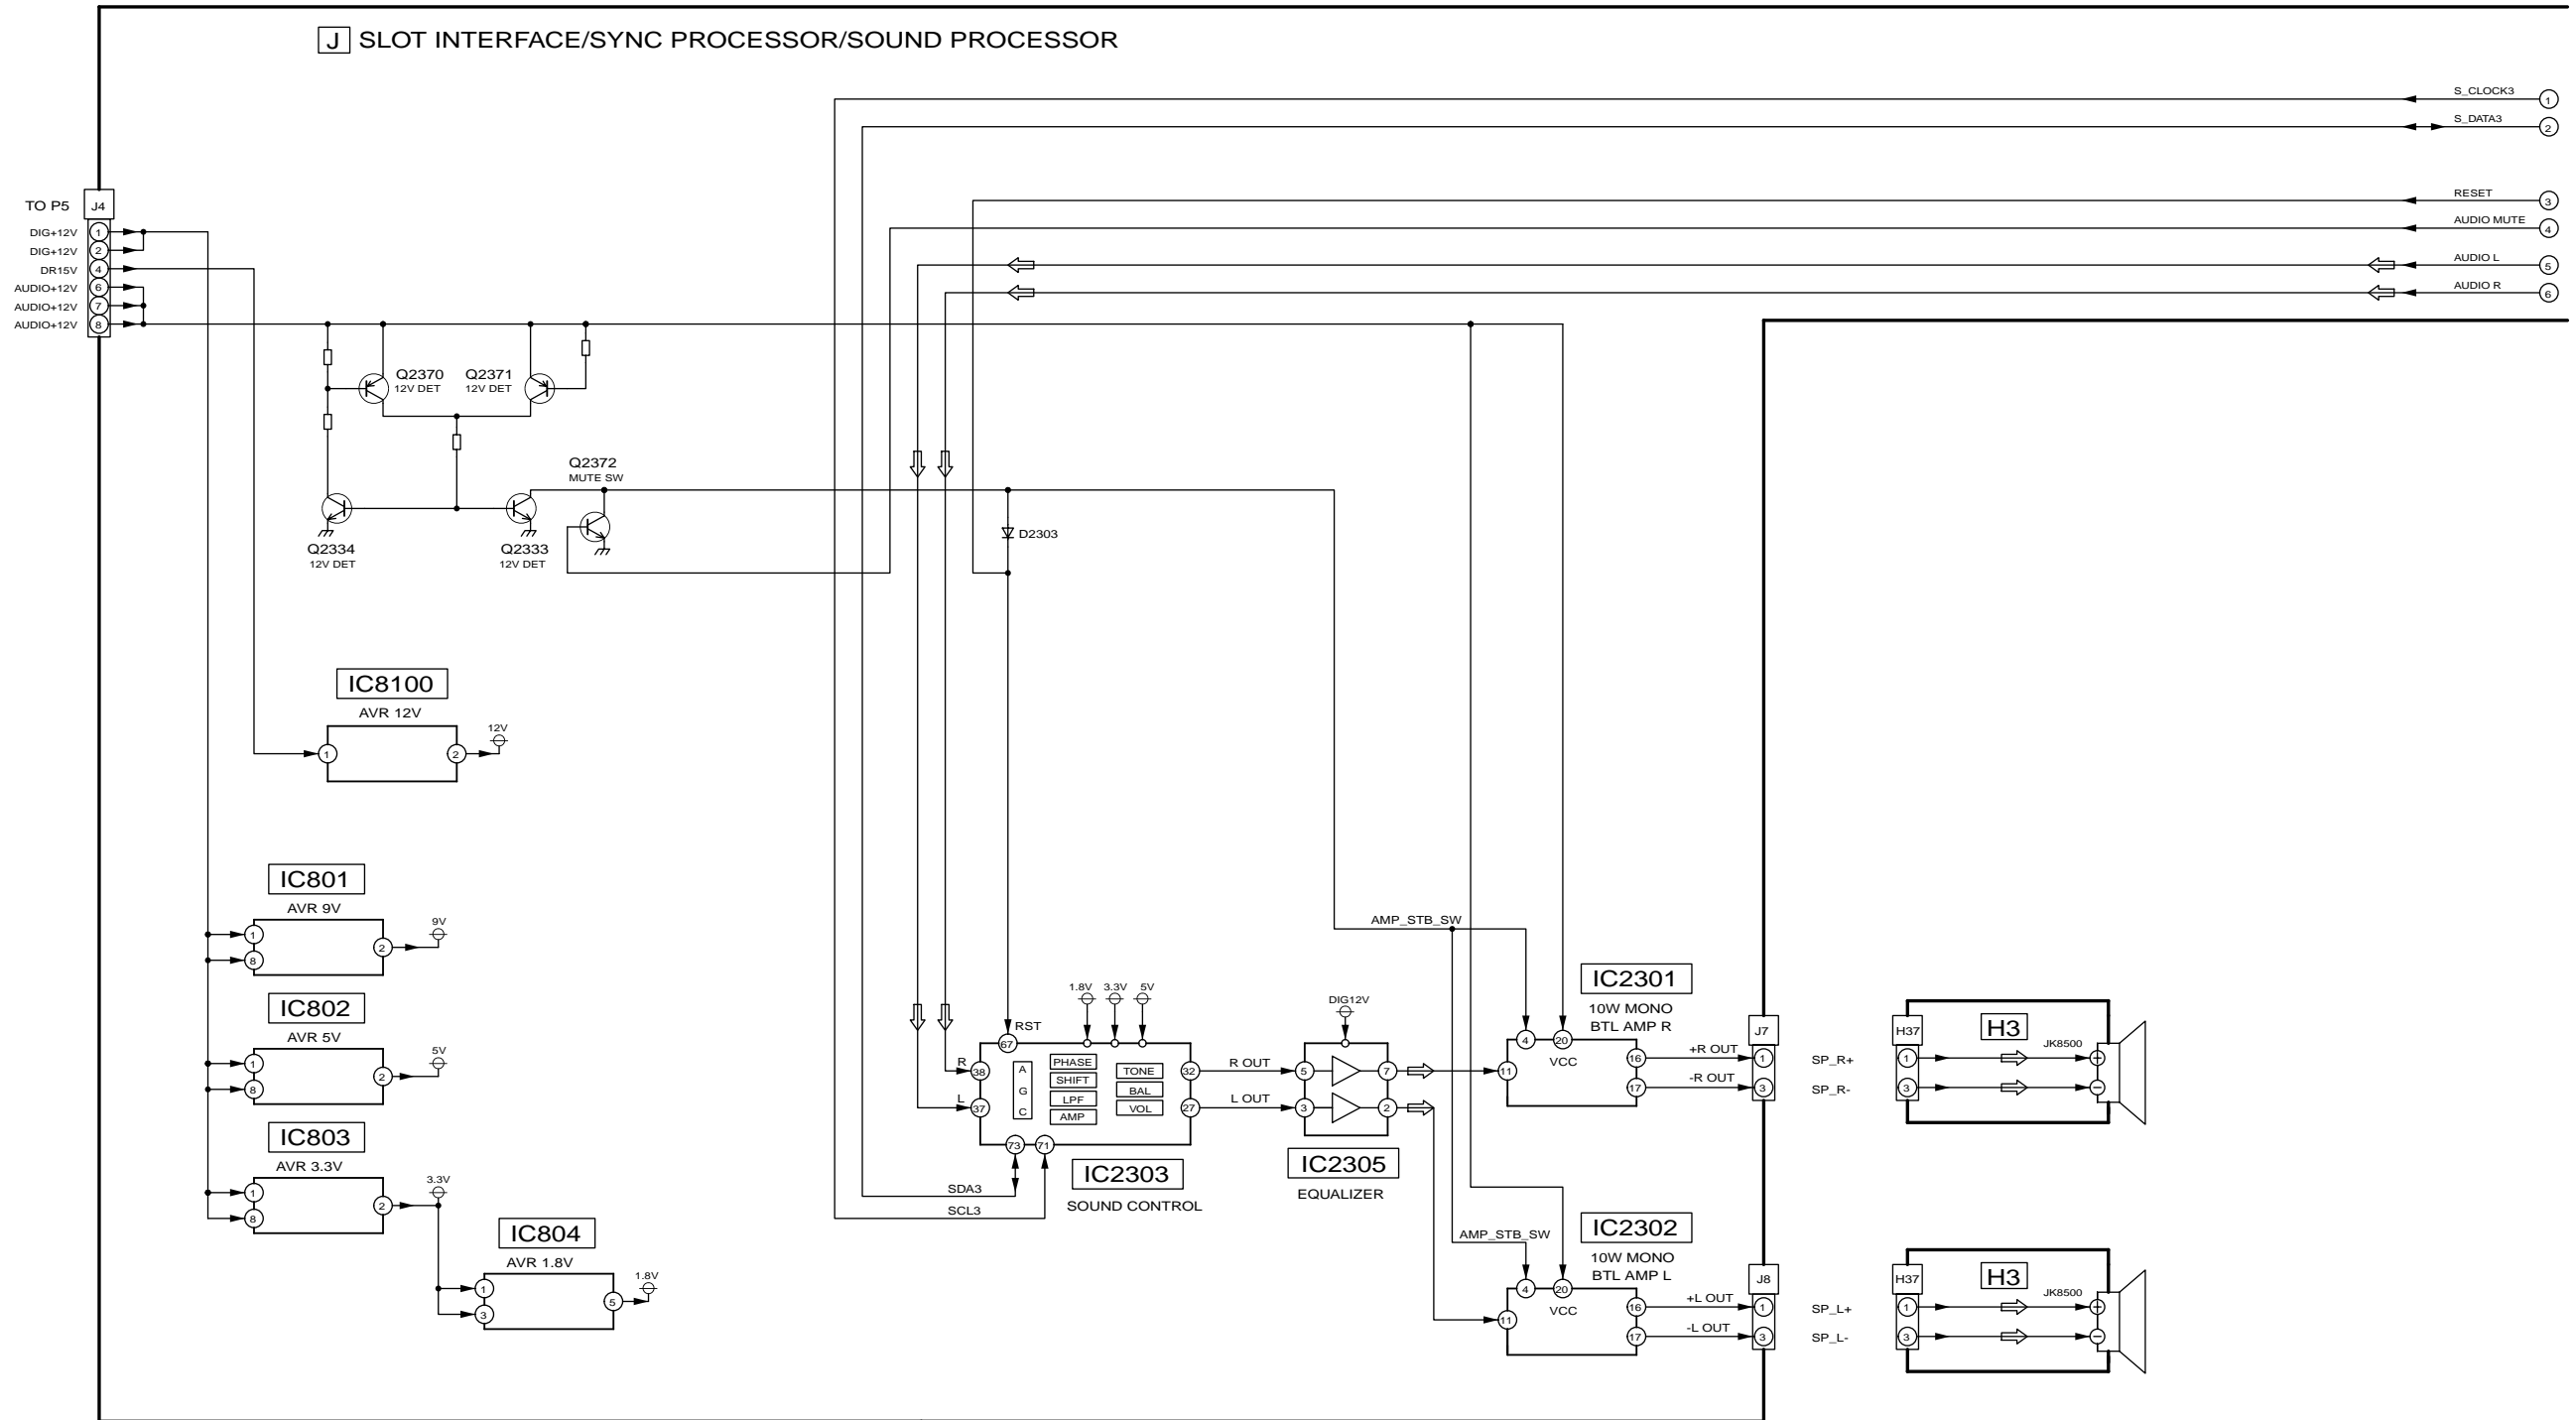 J SLOT INTERFACE/SYNC PROCESSOR/SOUND PROCESSOR
S_CLOCK3 1
S_DATA3 2
RESET 3
AUDIO MUTE 4
AUDIO L 5
AUDIO R 6
TO P5 J4
DIG+12V 1
DIG+12V 2
DR15V 4
AUDIO+12V 6
AUDIO+12V 7
AUDIO+12V 8
Q2370
12V DET
Q2371
12V DET
Q2372
MUTE SW
Q2334
12V DET
Q2333
12V DET
D2303
IC8100
AVR 12V
1 2 12V
IC801
AVR 9V
1 8 2 9V
IC802
AVR 5V
1 8 2 5V
IC803
AVR 3.3V
1 8 2 3.3V
IC804
AVR 1.8V
1 3 5 1.8V
1.8V 3.3V 5V
RST
67
R 38
L 37
A
G
C
PHASE
SHIFT
LPF
AMP
TONE
BAL
VOL
32 R OUT
27 L OUT
73 71
SDA3
SCL3
IC2303
SOUND CONTROL
DIG12V
5 7
3 2
IC2305
EQUALIZER
AMP_STB_SW
IC2301
10W MONO
BTL AMP R
4 20
VCC
11
16 +R OUT
17 -R OUT
J7
1 SP_R+
3 SP_R-
H37
1
3
H3
JK8500
+
−
AMP_STB_SW
IC2302
10W MONO
BTL AMP L
4 20
VCC
11
16 +L OUT
17 -L OUT
J8
1 SP_L+
3 SP_L-
H37
1
3
H3
JK8500
+
−